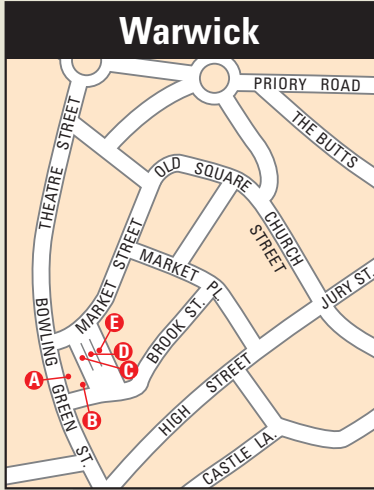 Warwick
PRIORY ROAD
THE BUTTS
THEATRE STREET
OLD SQUARE
CHURCH
STREET
MARKET STREET
MARKET PL.
JURY ST.
BOWLING GREEN ST.
BROOK ST.
E
D
C
A
B
HIGH STREET
CASTLE LA.